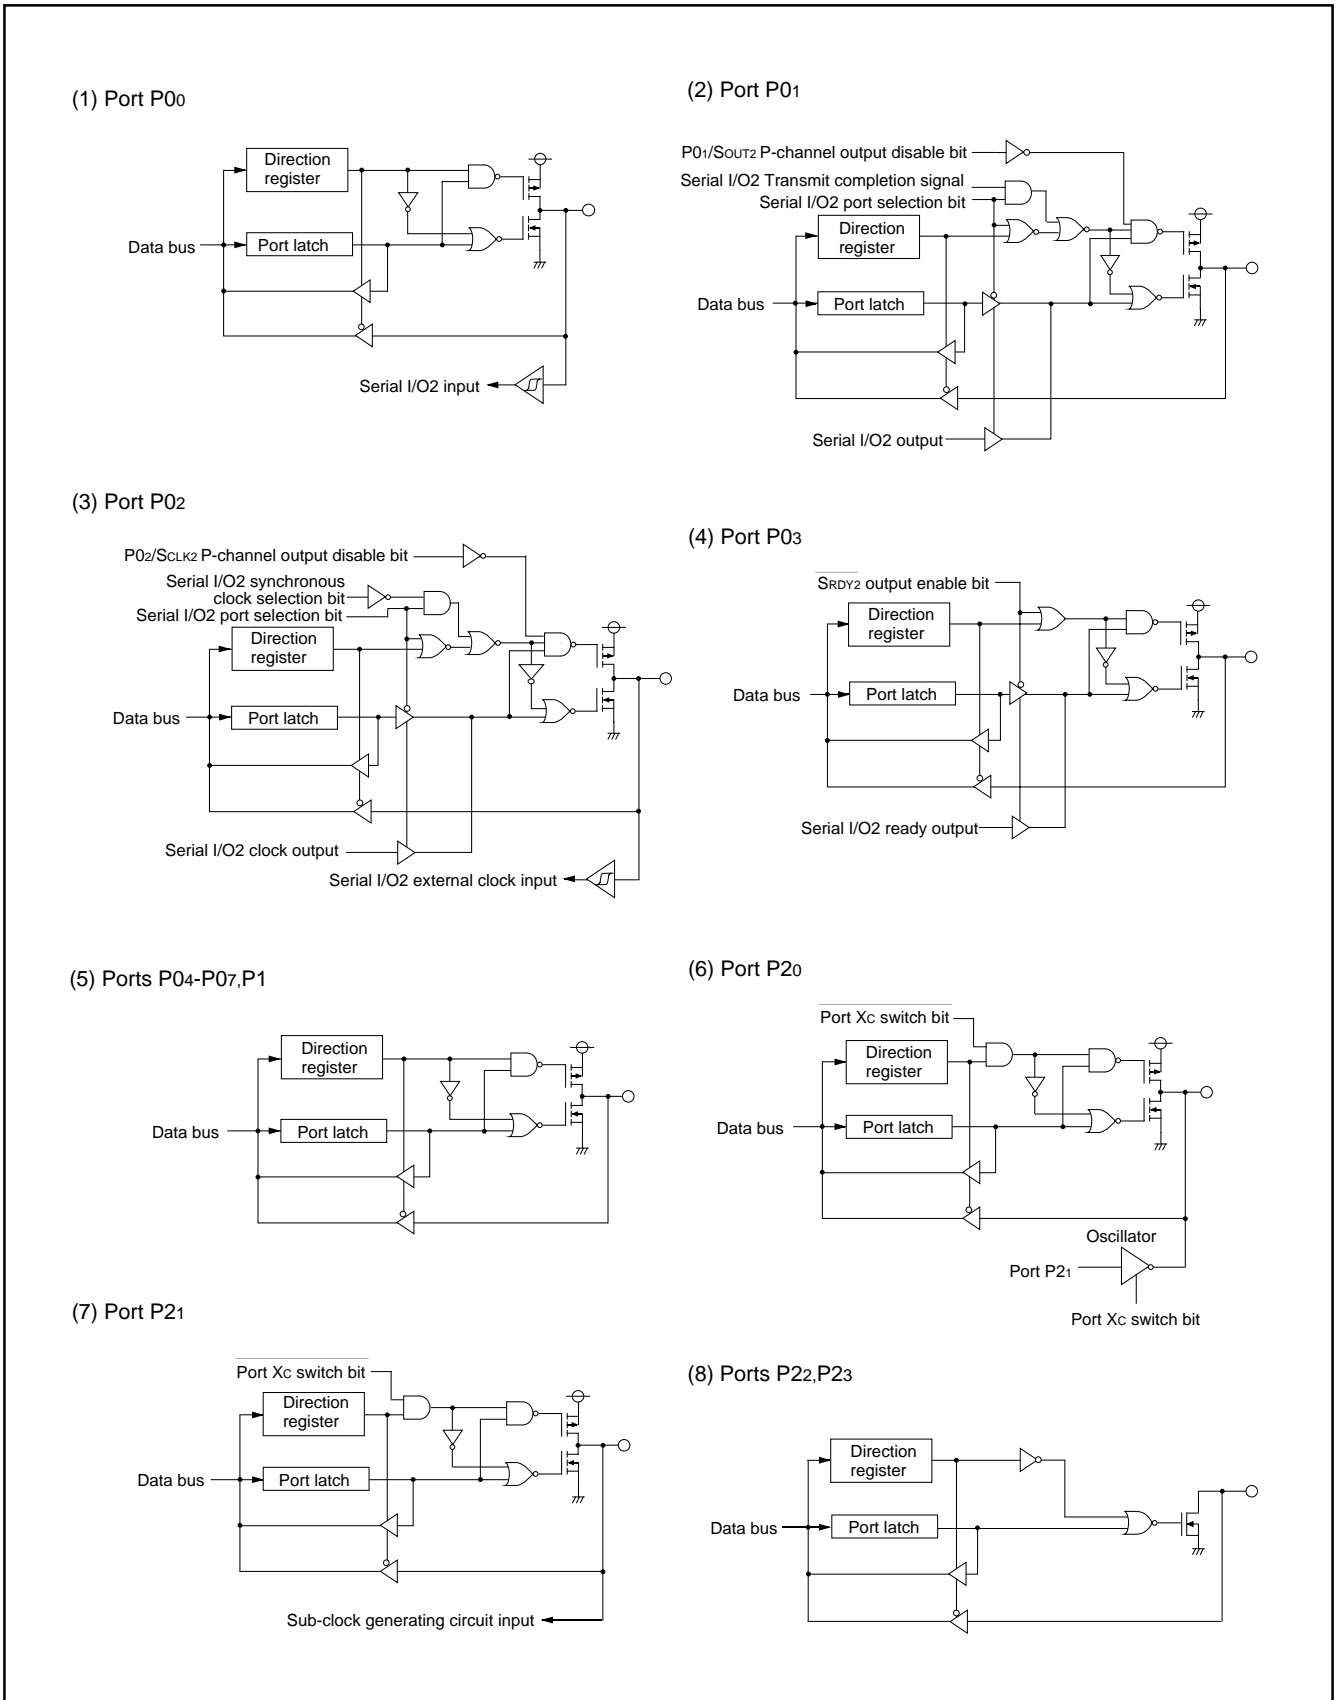 (1) Port P00
Direction
register
Data bus
Port latch
Serial I/O2 input
(2) Port P01
P01/SOUT2 P-channel output disable bit
Serial I/O2 Transmit completion signal
Serial I/O2 port selection bit
Direction
register
Data bus
Port latch
Serial I/O2 output
(3) Port P02
P02/SCLK2 P-channel output disable bit
Serial I/O2 synchronous
clock selection bit
Serial I/O2 port selection bit
Direction
register
Data bus
Port latch
Serial I/O2 clock output
Serial I/O2 external clock input
(4) Port P03
SRDY2 output enable bit
Direction
register
Data bus
Port latch
Serial I/O2 ready output
(5) Ports P04-P07,P1
Direction
register
Data bus
Port latch
(6) Port P20
Port XC switch bit
Direction
register
Data bus
Port latch
Oscillator
Port P21
Port XC switch bit
(7) Port P21
Port XC switch bit
Direction
register
Data bus
Port latch
Sub-clock generating circuit input
(8) Ports P22,P23
Direction
register
Data bus
Port latch